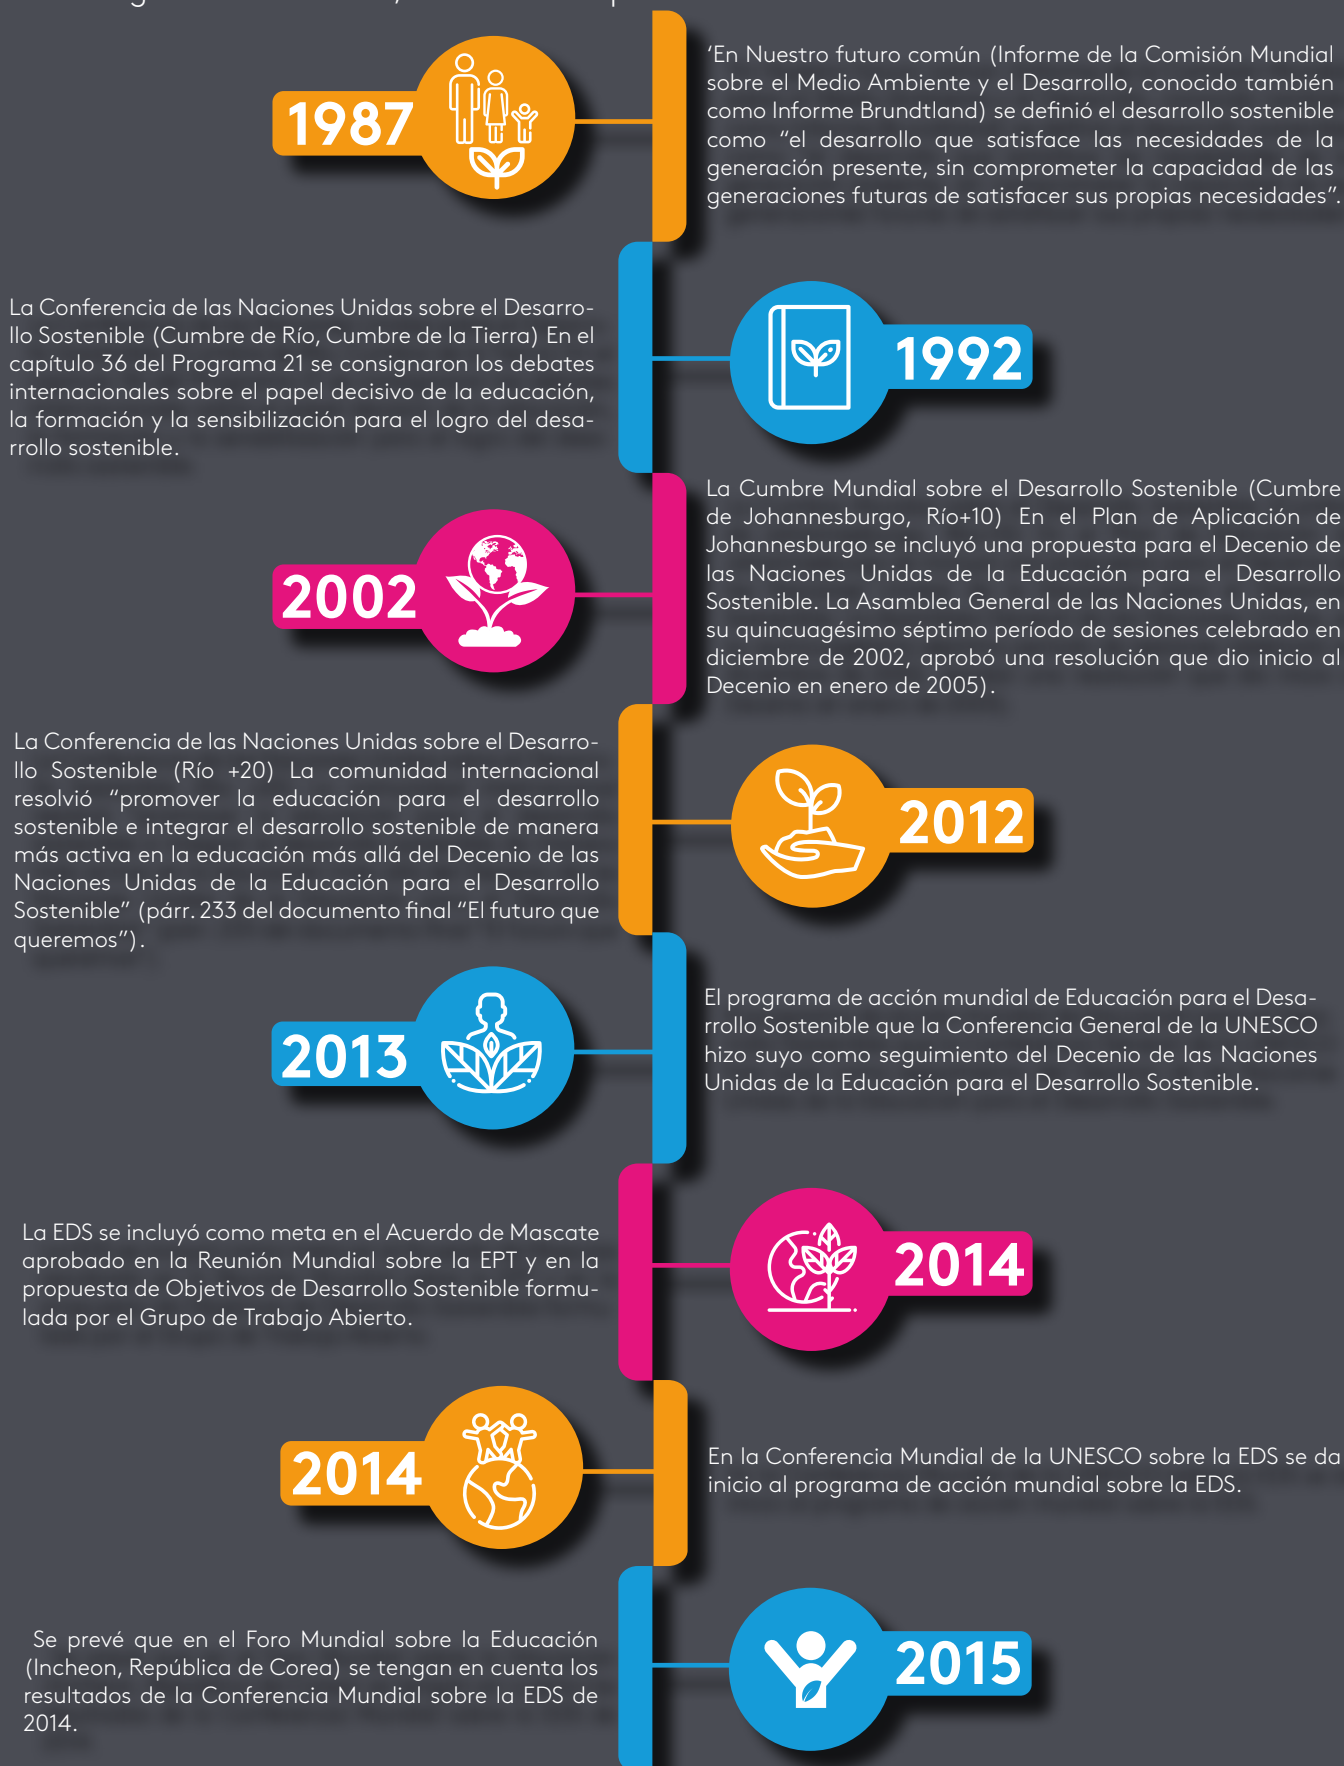 1987
‘En Nuestro futuro común (Informe de la Comisión Mundial
sobre el Medio Ambiente y el Desarrollo, conocido también
como Informe Brundtland) se definió el desarrollo sostenible
como “el desarrollo que satisface las necesidades de la
generación presente, sin comprometer la capacidad de las
generaciones futuras de satisfacer sus propias necesidades”.
La Conferencia de las Naciones Unidas sobre el Desarro-
llo Sostenible (Cumbre de Río, Cumbre de la Tierra) En el
capítulo 36 del Programa 21 se consignaron los debates
internacionales sobre el papel decisivo de la educación,
la formación y la sensibilización para el logro del desa-
rrollo sostenible.
1992
2002
La Cumbre Mundial sobre el Desarrollo Sostenible (Cumbre
de Johannesburgo, Río+10) En el Plan de Aplicación de
Johannesburgo se incluyó una propuesta para el Decenio de
las Naciones Unidas de la Educación para el Desarrollo
Sostenible. La Asamblea General de las Naciones Unidas, en
su quincuagésimo séptimo período de sesiones celebrado en
diciembre de 2002, aprobó una resolución que dio inicio al
Decenio en enero de 2005).
La Conferencia de las Naciones Unidas sobre el Desarro-
llo Sostenible (Río +20) La comunidad internacional
resolvió “promover la educación para el desarrollo
sostenible e integrar el desarrollo sostenible de manera
más activa en la educación más allá del Decenio de las
Naciones Unidas de la Educación para el Desarrollo
Sostenible” (párr. 233 del documento final “El futuro que
queremos”).
2012
2013
El programa de acción mundial de Educación para el Desa-
rrollo Sostenible que la Conferencia General de la UNESCO
hizo suyo como seguimiento del Decenio de las Naciones
Unidas de la Educación para el Desarrollo Sostenible.
La EDS se incluyó como meta en el Acuerdo de Mascate
aprobado en la Reunión Mundial sobre la EPT y en la
propuesta de Objetivos de Desarrollo Sostenible formu-
lada por el Grupo de Trabajo Abierto.
2014
2014
En la Conferencia Mundial de la UNESCO sobre la EDS se da
inicio al programa de acción mundial sobre la EDS.
Se prevé que en el Foro Mundial sobre la Educación
(Incheon, República de Corea) se tengan en cuenta los
resultados de la Conferencia Mundial sobre la EDS de
2014.
2015